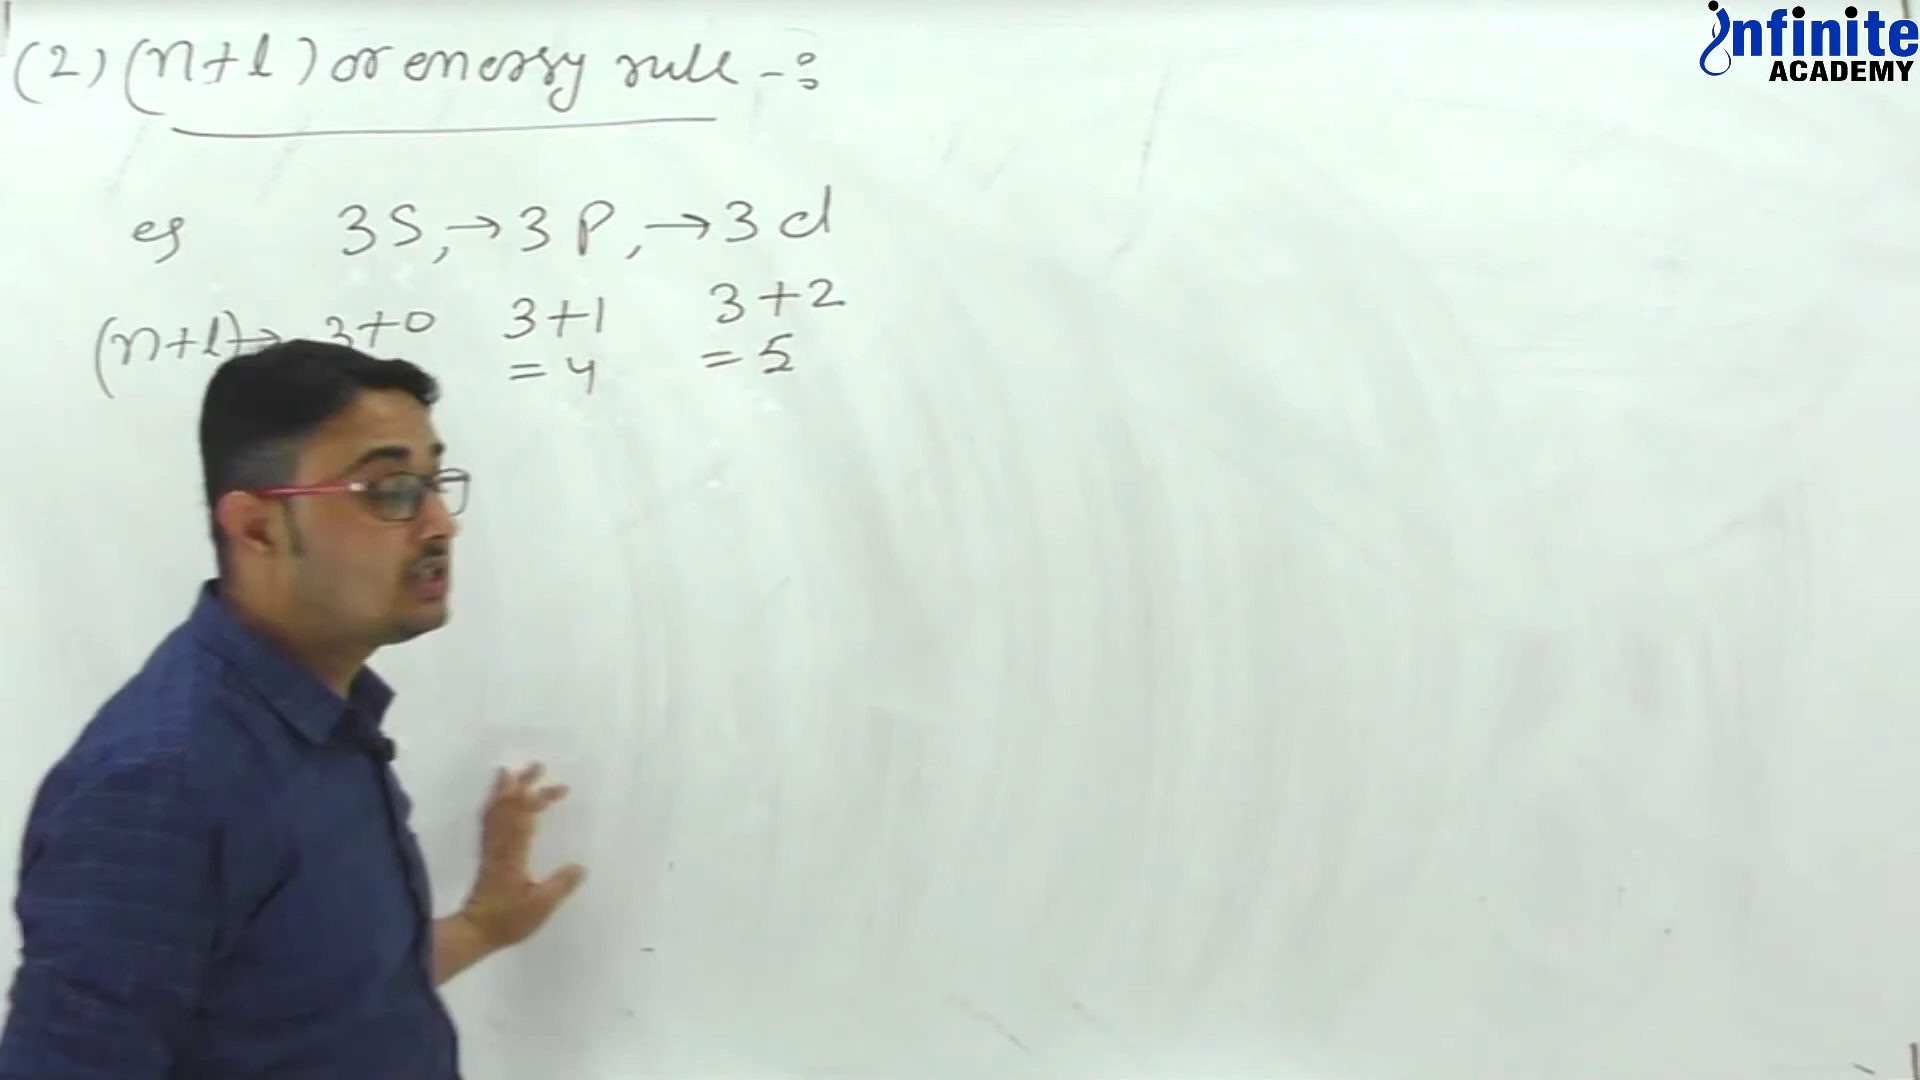 infinite
ACADEMY
(2) (n+l) or energy rule -:
eg 3S, → 3P, → 3d
(n+l) → 3+0 3+1 3+2
= 4 = 5